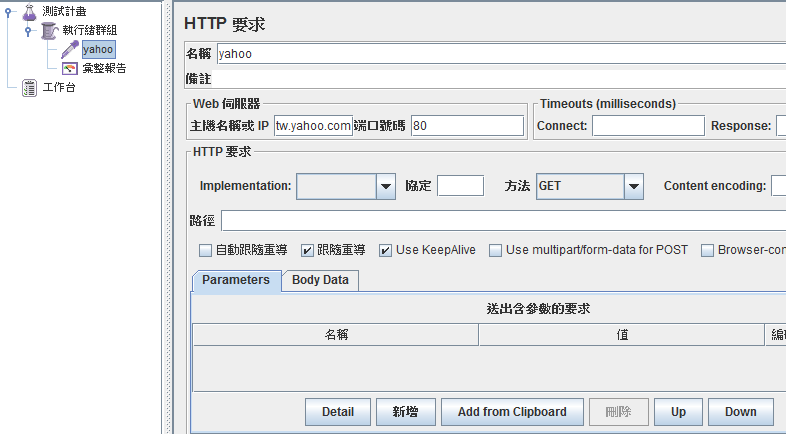 測試計畫
執行緒群組
yahoo
彙整報告
工作台
HTTP 要求
名稱 yahoo
備註
Web 伺服器
主機名稱或 IP tw.yahoo.com 端口號碼 80
Timeouts (milliseconds)
Connect: Response:
HTTP 要求
Implementation: 協定 方法 GET Content encoding:
路徑
自動跟隨重導 跟隨重導 Use KeepAlive Use multipart/form-data for POST Browser-com
Parameters Body Data
送出含參數的要求
名稱 值 編碼
Detail 新增 Add from Clipboard 刪除 Up Down